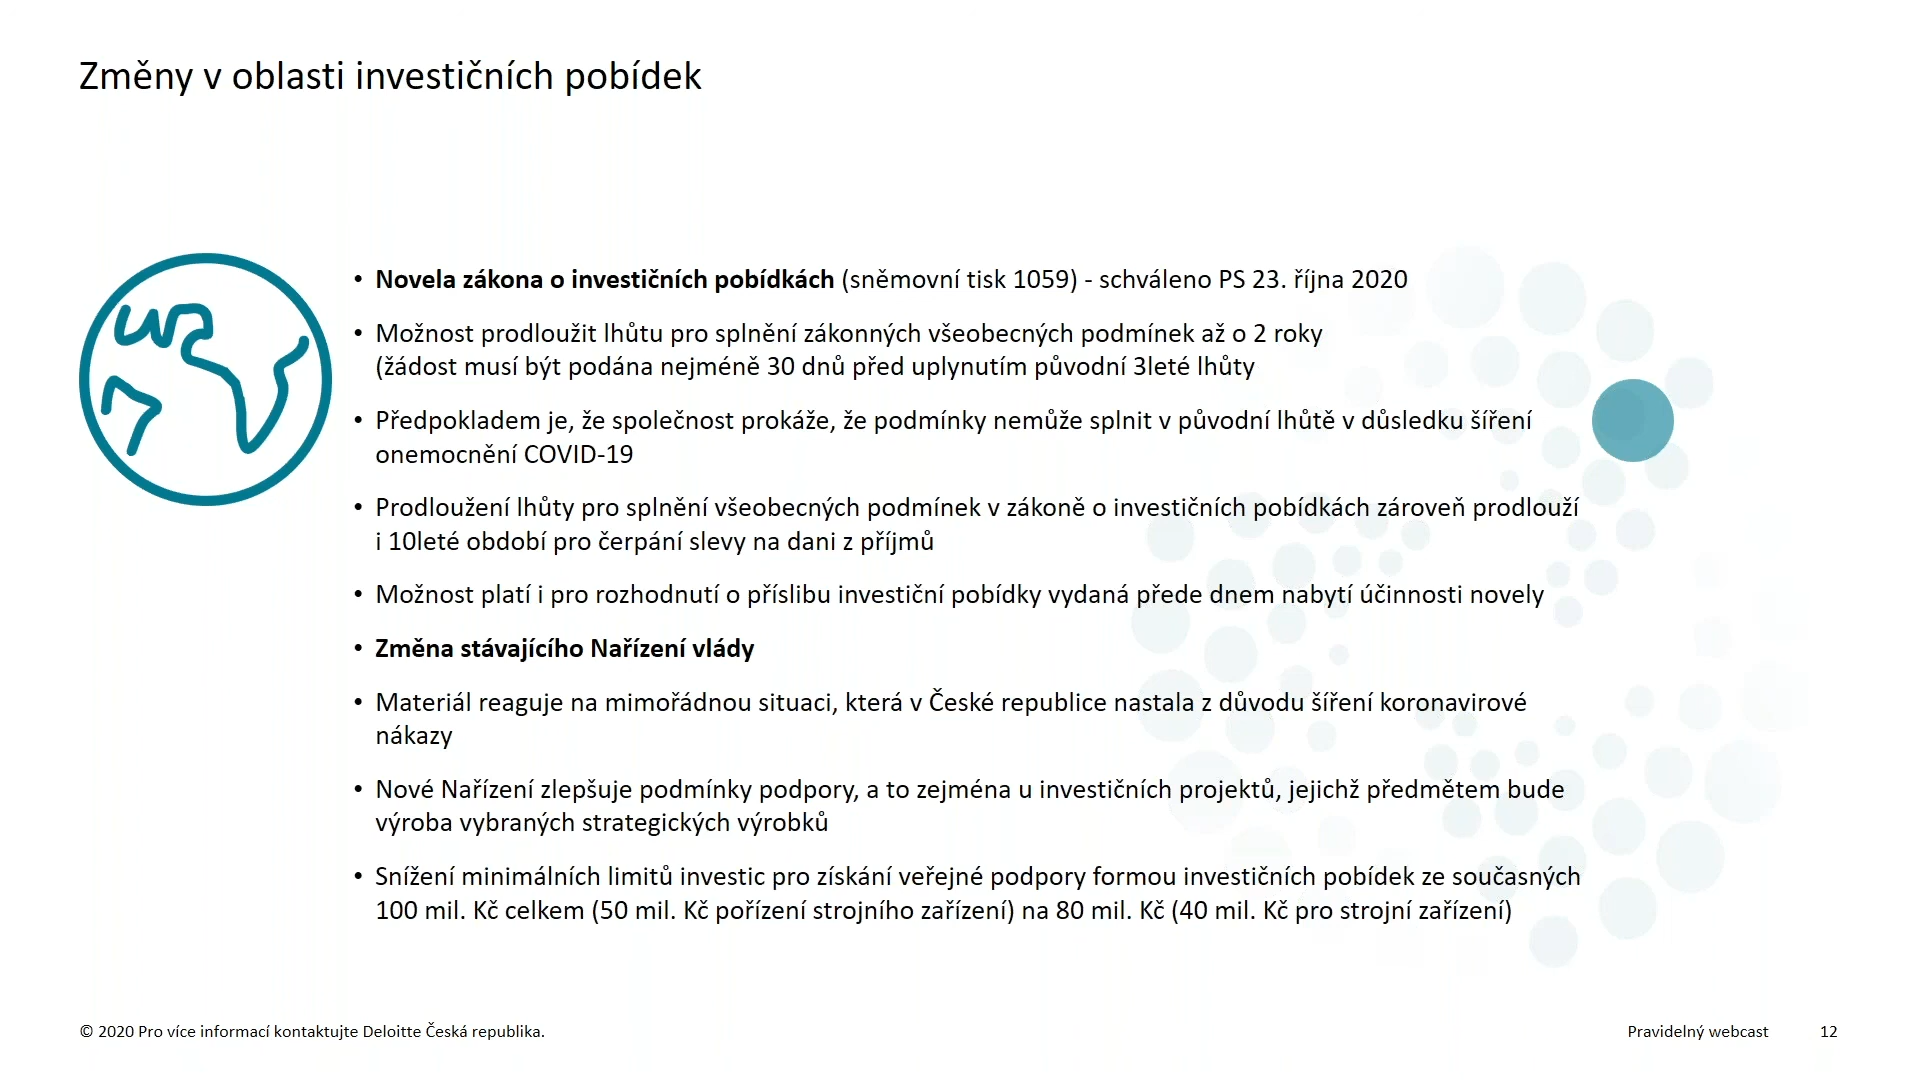 Změny v oblasti investičních pobídek
• Novela zákona o investičních pobídkách (sněmovní tisk 1059) - schváleno PS 23. října 2020
• Možnost prodloužit lhůtu pro splnění zákonných všeobecných podmínek až o 2 roky
(žádost musí být podána nejméně 30 dnů před uplynutím původní 3leté lhůty
• Předpokladem je, že společnost prokáže, že podmínky nemůže splnit v původní lhůtě v důsledku šíření
onemocnění COVID-19
• Prodloužení lhůty pro splnění všeobecných podmínek v zákoně o investičních pobídkách zároveň prodlouží
i 10leté období pro čerpání slevy na dani z příjmů
• Možnost platí i pro rozhodnutí o příslibu investiční pobídky vydaná přede dnem nabytí účinnosti novely
• Změna stávajícího Nařízení vlády
• Materiál reaguje na mimořádnou situaci, která v České republice nastala z důvodu šíření koronavirové
nákazy
• Nové Nařízení zlepšuje podmínky podpory, a to zejména u investičních projektů, jejichž předmětem bude
výroba vybraných strategických výrobků
• Snížení minimálních limitů investic pro získání veřejné podpory formou investičních pobídek ze současných
100 mil. Kč celkem (50 mil. Kč pořízení strojního zařízení) na 80 mil. Kč (40 mil. Kč pro strojní zařízení)
© 2020 Pro více informací kontaktujte Deloitte Česká republika.
Pravidelný webcast 12